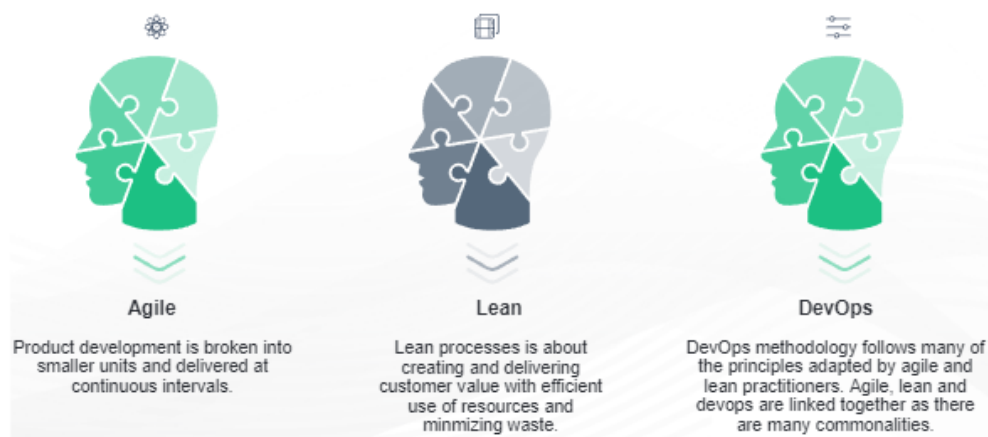 Agile
Product development is broken into
smaller units and delivered at
continuous intervals.
Lean
Lean processes is about
creating and delivering
customer value with efficient
use of resources and
minmizing waste.
DevOps
DevOps methodology follows many of
the principles adapted by agile and
lean practitioners. Agile, lean and
devops are linked together as there
are many commonalities.